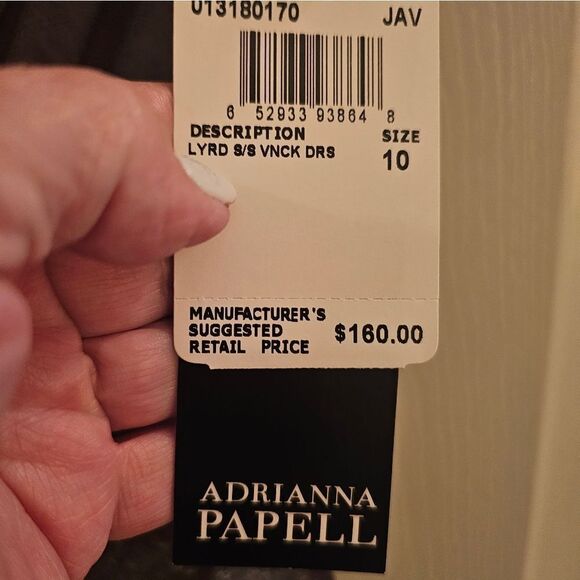 013180170 JAV
6 52933 93864 8
DESCRIPTION SIZE
LYRD S/S VNCK DRS 10
MANUFACTURER'S
SUGGESTED
RETAIL PRICE $160.00
ADRIANNA
PAPELL